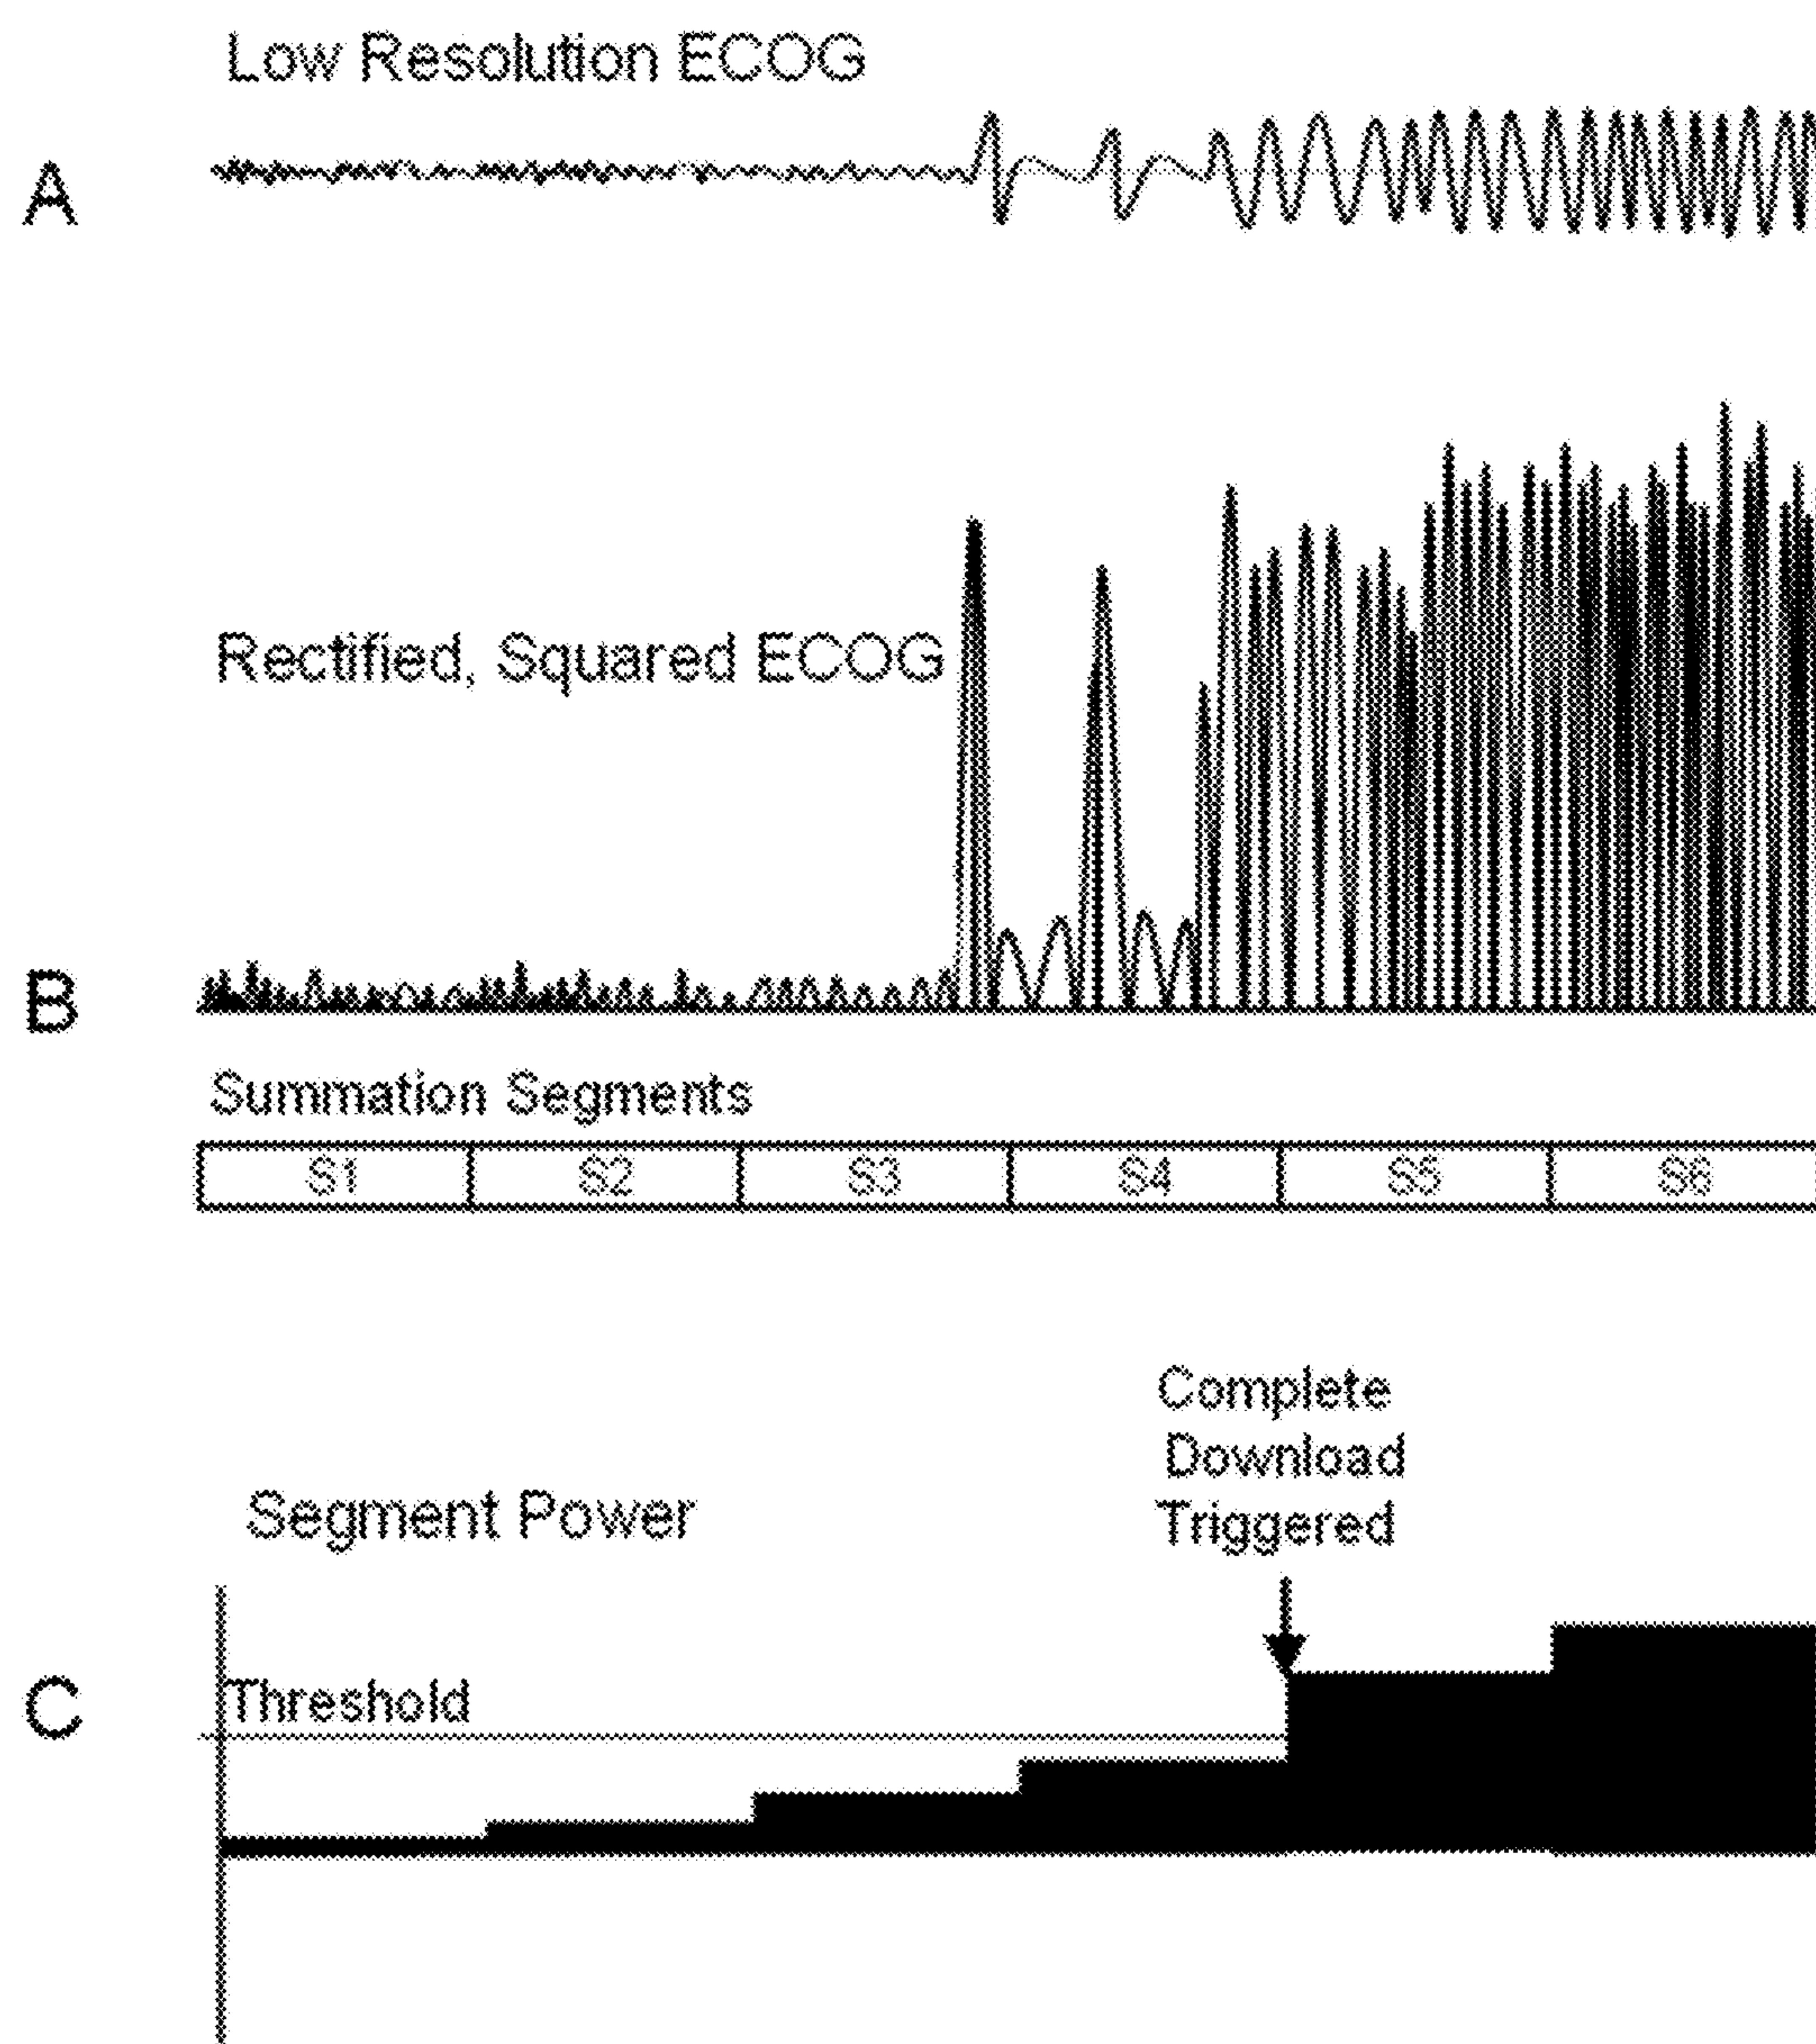 Low Resolution ECOG
A
Rectified, Squared ECOG
B
Summation Segments
S1 S2 S3 S4 S5 S6
Complete
Download
Triggered
Segment Power
C
Threshold